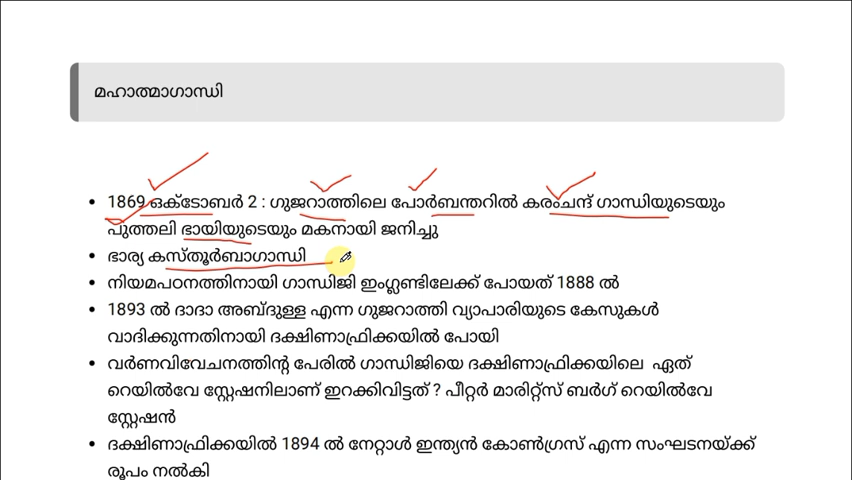 മഹാത്മാഗാന്ധി
1869 ഒക്ടോബർ 2 : ഗുജറാത്തിലെ പോർബന്തറിൽ കരംചന്ദ് ഗാന്ധിയുടെയും
പുത്തലി ഭായിയുടെയും മകനായി ജനിച്ചു
ഭാര്യ കസ്തൂർബാഗാന്ധി
നിയമപഠനത്തിനായി ഗാന്ധിജി ഇംഗ്ലണ്ടിലേക്ക് പോയത് 1888 ൽ
1893 ൽ ദാദാ അബ്ദുള്ള എന്ന ഗുജറാത്തി വ്യാപാരിയുടെ കേസുകൾ
വാദിക്കുന്നതിനായി ദക്ഷിണാഫ്രിക്കയിൽ പോയി
വർണവിവേചനത്തിന്റ പേരിൽ ഗാന്ധിജിയെ ദക്ഷിണാഫ്രിക്കയിലെ ഏത്
റെയിൽവേ സ്റ്റേഷനിലാണ് ഇറക്കിവിട്ടത് ? പീറ്റർ മാരിറ്റ്സ് ബർഗ് റെയിൽവേ
സ്റ്റേഷൻ
ദക്ഷിണാഫ്രിക്കയിൽ 1894 ൽ നേറ്റാൾ ഇന്ത്യൻ കോൺഗ്രസ് എന്ന സംഘടനയ്ക്ക്
രൂപം നൽകി